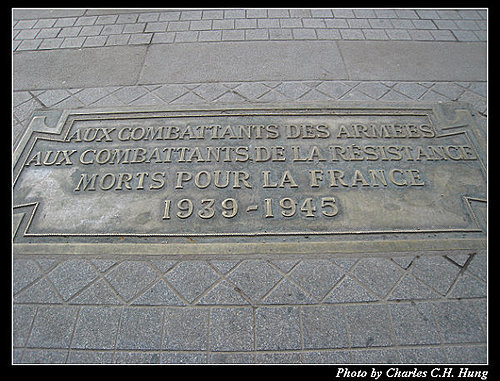 AUX COMBATTANTS DES ARMÉES
AUX COMBATTANTS DE LA RÉSISTANCE
MORTS POUR LA FRANCE
1939-1945
Photo by Charles C.H. Hung